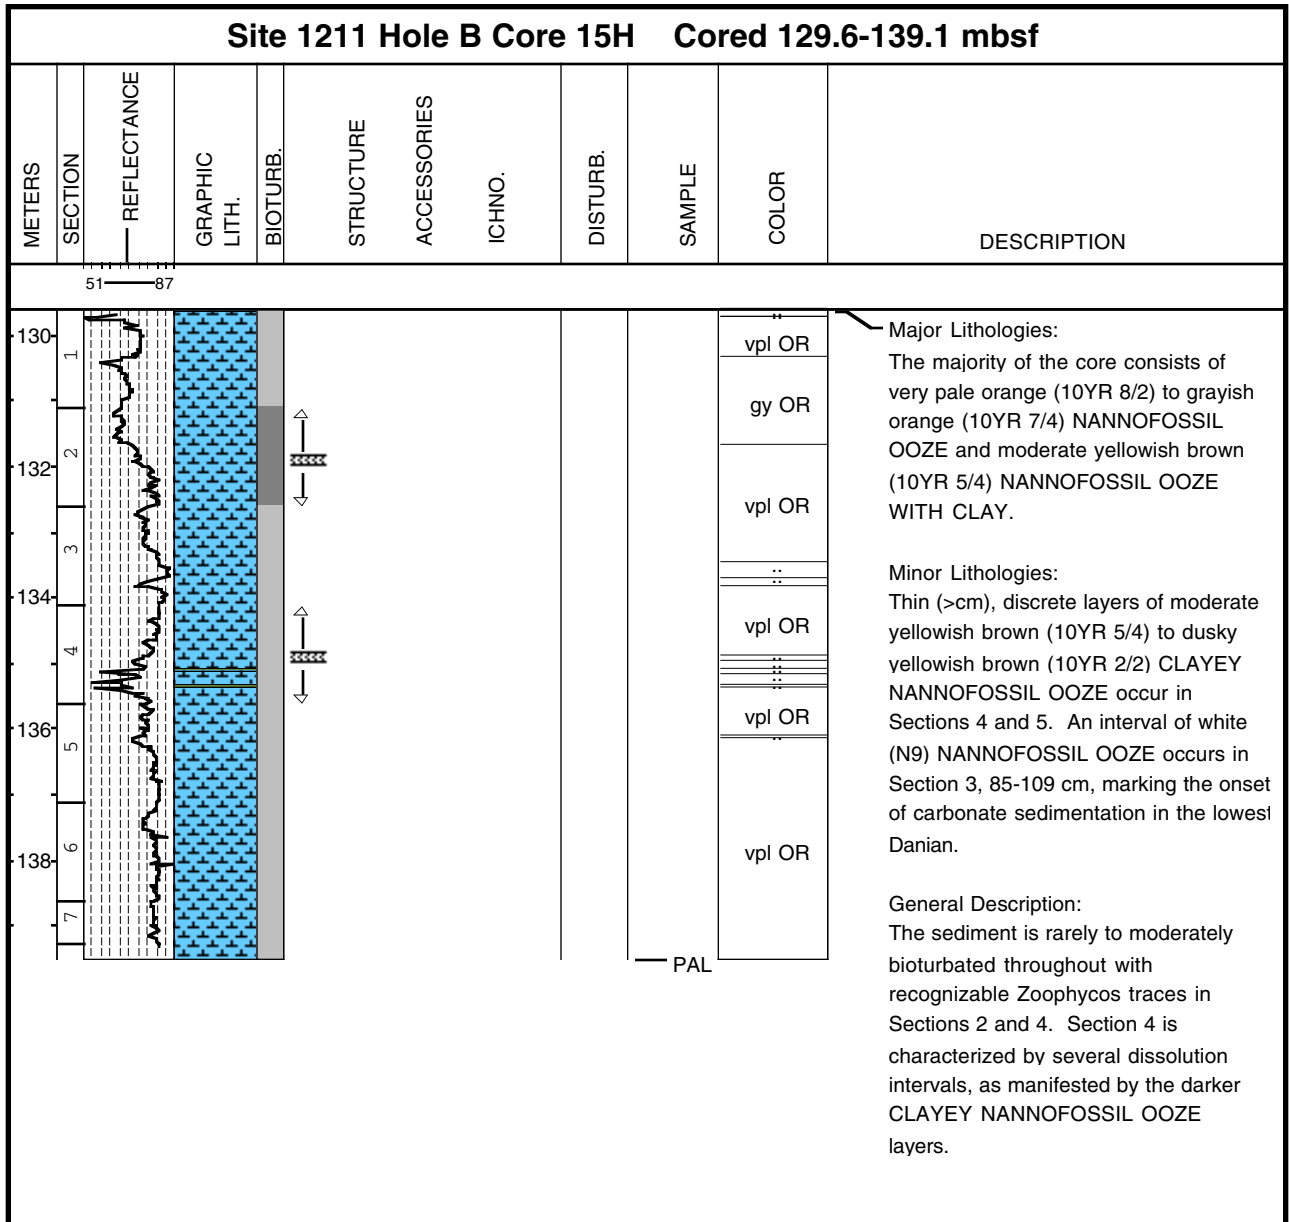 Site 1211 Hole B Core 15H Cored 129.6-139.1 mbsf
METERS
SECTION
REFLECTANCE
GRAPHIC LITH.
BIOTURB.
STRUCTURE
ACCESSORIES
ICHNO.
DISTURB.
SAMPLE
COLOR
DESCRIPTION
51 87
130
132
134
136
138
1
2
3
4
5
6
7
vpl OR
gy OR
vpl OR
vpl OR
vpl OR
vpl OR
PAL
Major Lithologies:
The majority of the core consists of
very pale orange (10YR 8/2) to grayish
orange (10YR 7/4) NANNOFOSSIL
OOZE and moderate yellowish brown
(10YR 5/4) NANNOFOSSIL OOZE
WITH CLAY.
Minor Lithologies:
Thin (>cm), discrete layers of moderate
yellowish brown (10YR 5/4) to dusky
yellowish brown (10YR 2/2) CLAYEY
NANNOFOSSIL OOZE occur in
Sections 4 and 5. An interval of white
(N9) NANNOFOSSIL OOZE occurs in
Section 3, 85-109 cm, marking the onset
of carbonate sedimentation in the lowest
Danian.
General Description:
The sediment is rarely to moderately
bioturbated throughout with
recognizable Zoophycos traces in
Sections 2 and 4. Section 4 is
characterized by several dissolution
intervals, as manifested by the darker
CLAYEY NANNOFOSSIL OOZE
layers.